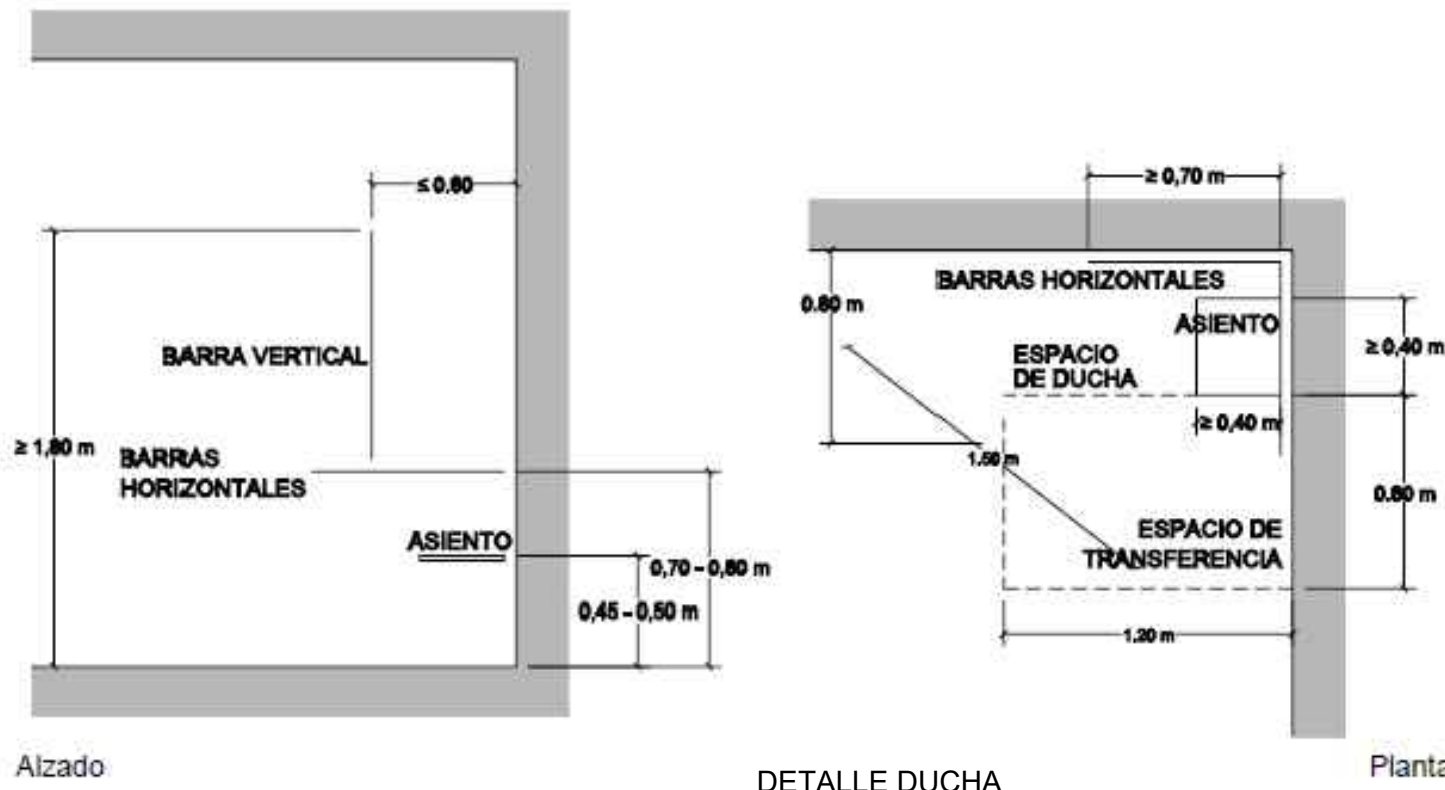 ≤ 0.60
BARRA VERTICAL
≥ 1,80 m
BARRAS
HORIZONTALES
ASIENTO
0,70 - 0,80 m
0,45 - 0,50 m
Alzado
≥ 0,70 m
BARRAS HORIZONTALES
0.80 m
ASIENTO
≥ 0,40 m
ESPACIO
DE DUCHA
≥ 0,40 m
1.50 m
0.80 m
ESPACIO DE
TRANSFERENCIA
1.20 m
Planta
DETALLE DUCHA